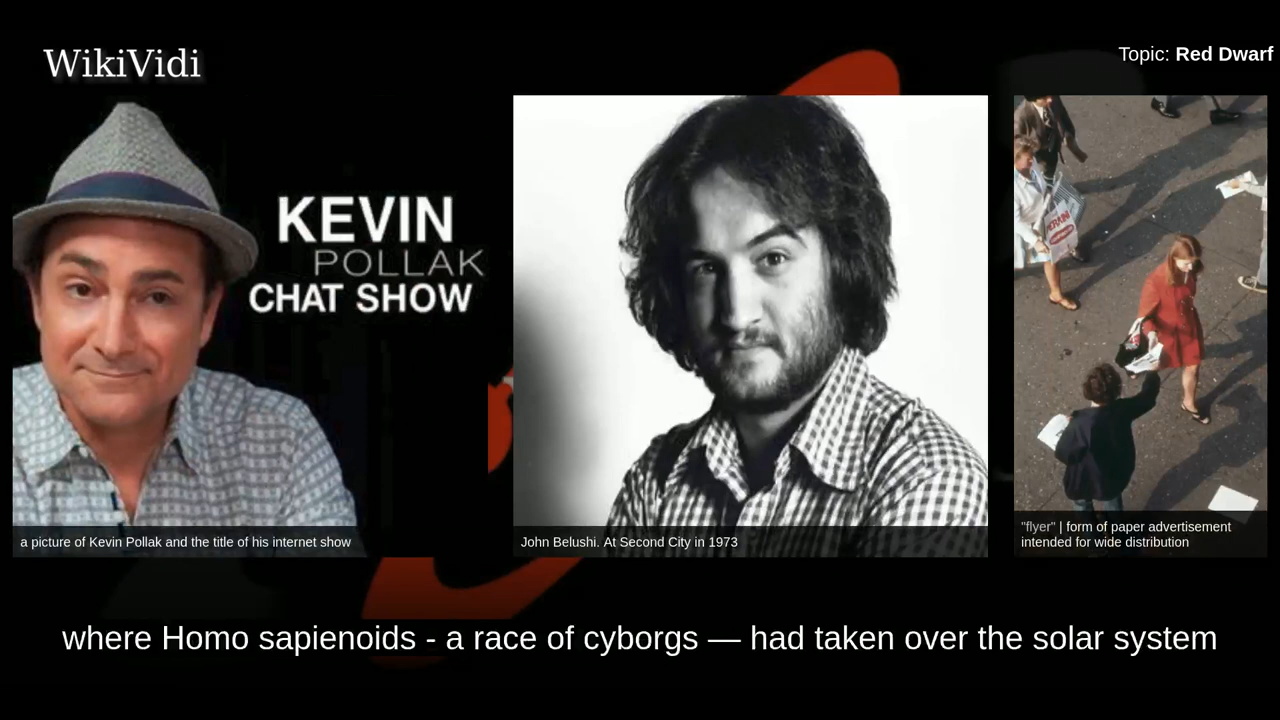 WikiVidi
Topic: Red Dwarf
KEVIN
POLLAK
CHAT SHOW
a picture of Kevin Pollak and the title of his internet show
John Belushi. At Second City in 1973
"flyer" | form of paper advertisement
intended for wide distribution
where Homo sapienoids - a race of cyborgs — had taken over the solar system